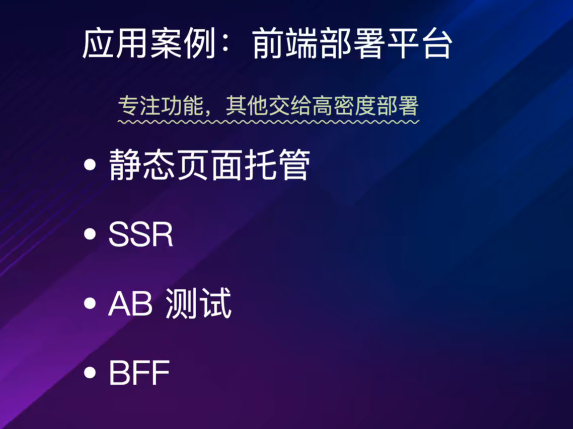 应用案例：前端部署平台
专注功能，其他交给高密度部署
• 静态页面托管
• SSR
• AB 测试
• BFF